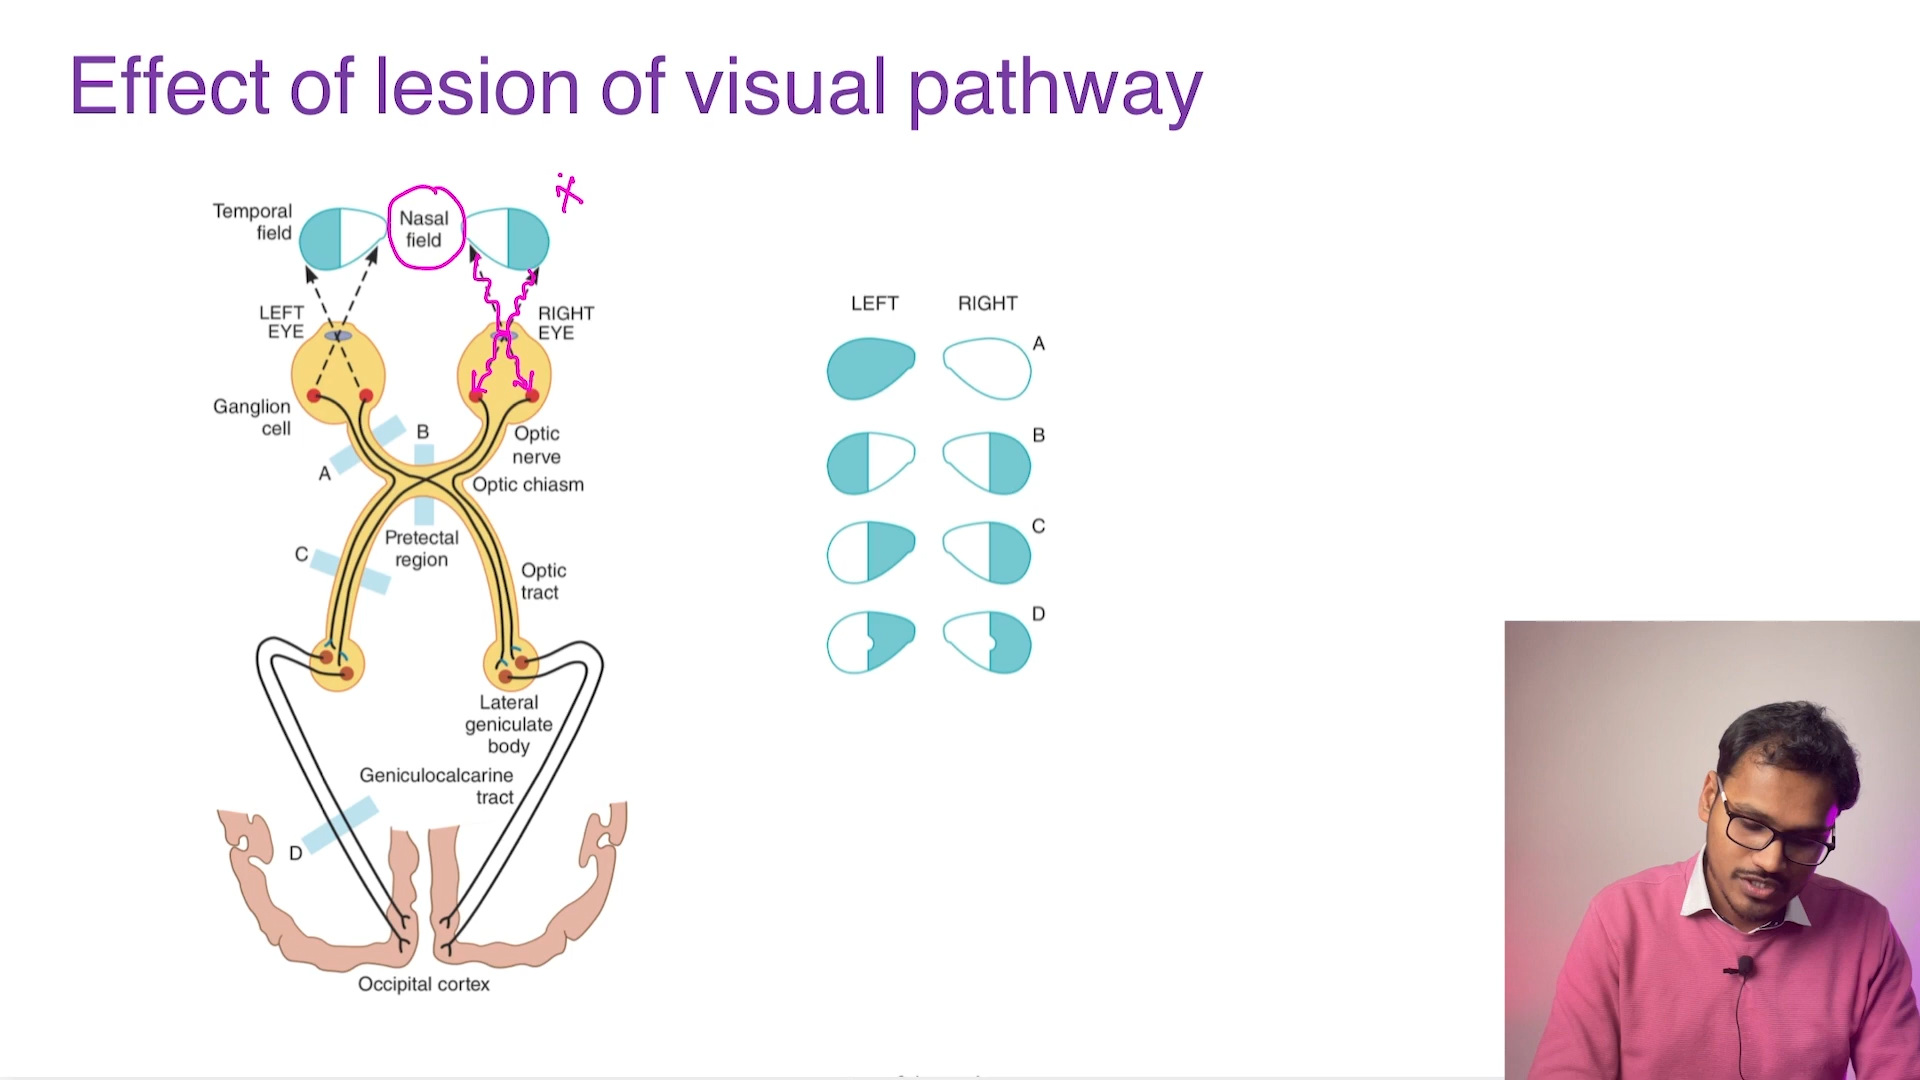 Effect of lesion of visual pathway
Temporal
field
Nasal
field
LEFT
EYE
RIGHT
EYE
Ganglion
cell
A
B
Optic
nerve
Optic chiasm
Pretectal
region
C
Optic
tract
Lateral
geniculate
body
Geniculocalcarine
tract
D
Occipital cortex
LEFT RIGHT
A
B
C
D